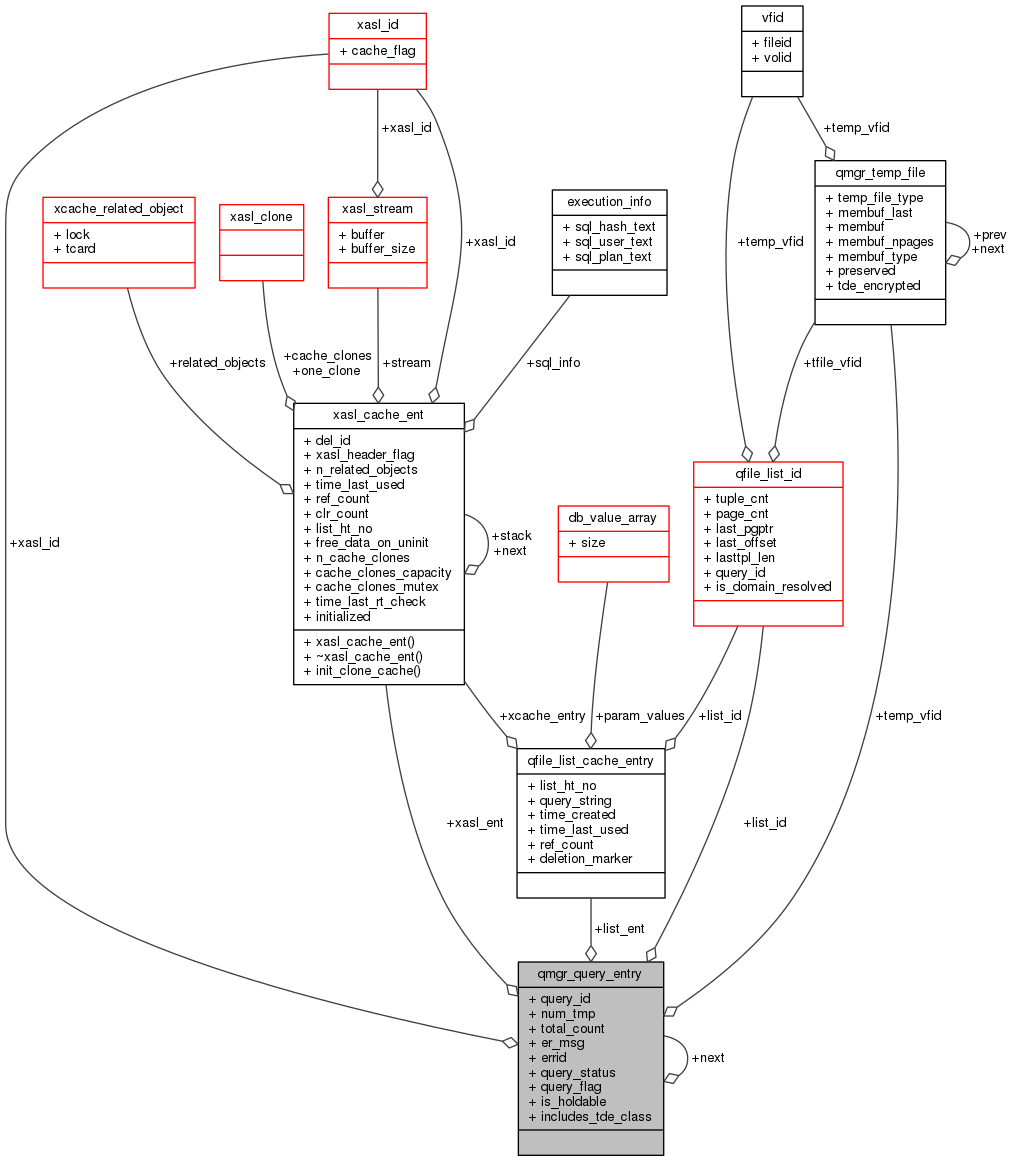 xasl_id
+ cache_flag
vfid
+ fileid
+ volid
+xasl_id
+temp_vfid
qmgr_temp_file
+ temp_file_type
+ membuf_last
+ membuf
+ membuf_npages
+ membuf_type
+ preserved
+ tde_encrypted
+prev
+next
xcache_related_object
+ lock
+ tcard
xasl_clone
xasl_stream
+ buffer
+ buffer_size
execution_info
+ sql_hash_text
+ sql_user_text
+ sql_plan_text
+xasl_id
+temp_vfid
+related_objects
+cache_clones
+one_clone
+stream
+sql_info
+tfile_vfid
xasl_cache_ent
+ del_id
+ xasl_header_flag
+ n_related_objects
+ time_last_used
+ ref_count
+ clr_count
+ list_ht_no
+ free_data_on_uninit
+ n_cache_clones
+ cache_clones_capacity
+ cache_clones_mutex
+ time_last_rt_check
+ initialized
+ xasl_cache_ent()
+ ~xasl_cache_ent()
+ init_clone_cache()
+stack
+next
+xasl_id
db_value_array
+ size
qfile_list_id
+ tuple_cnt
+ page_cnt
+ last_pgptr
+ last_offset
+ lasttpl_len
+ query_id
+ is_domain_resolved
+xcache_entry
+param_values
+list_id
+temp_vfid
qfile_list_cache_entry
+ list_ht_no
+ query_string
+ time_created
+ time_last_used
+ ref_count
+ deletion_marker
+xasl_ent
+list_id
+list_ent
qmgr_query_entry
+ query_id
+ num_tmp
+ total_count
+ er_msg
+ errid
+ query_status
+ query_flag
+ is_holdable
+ includes_tde_class
+next